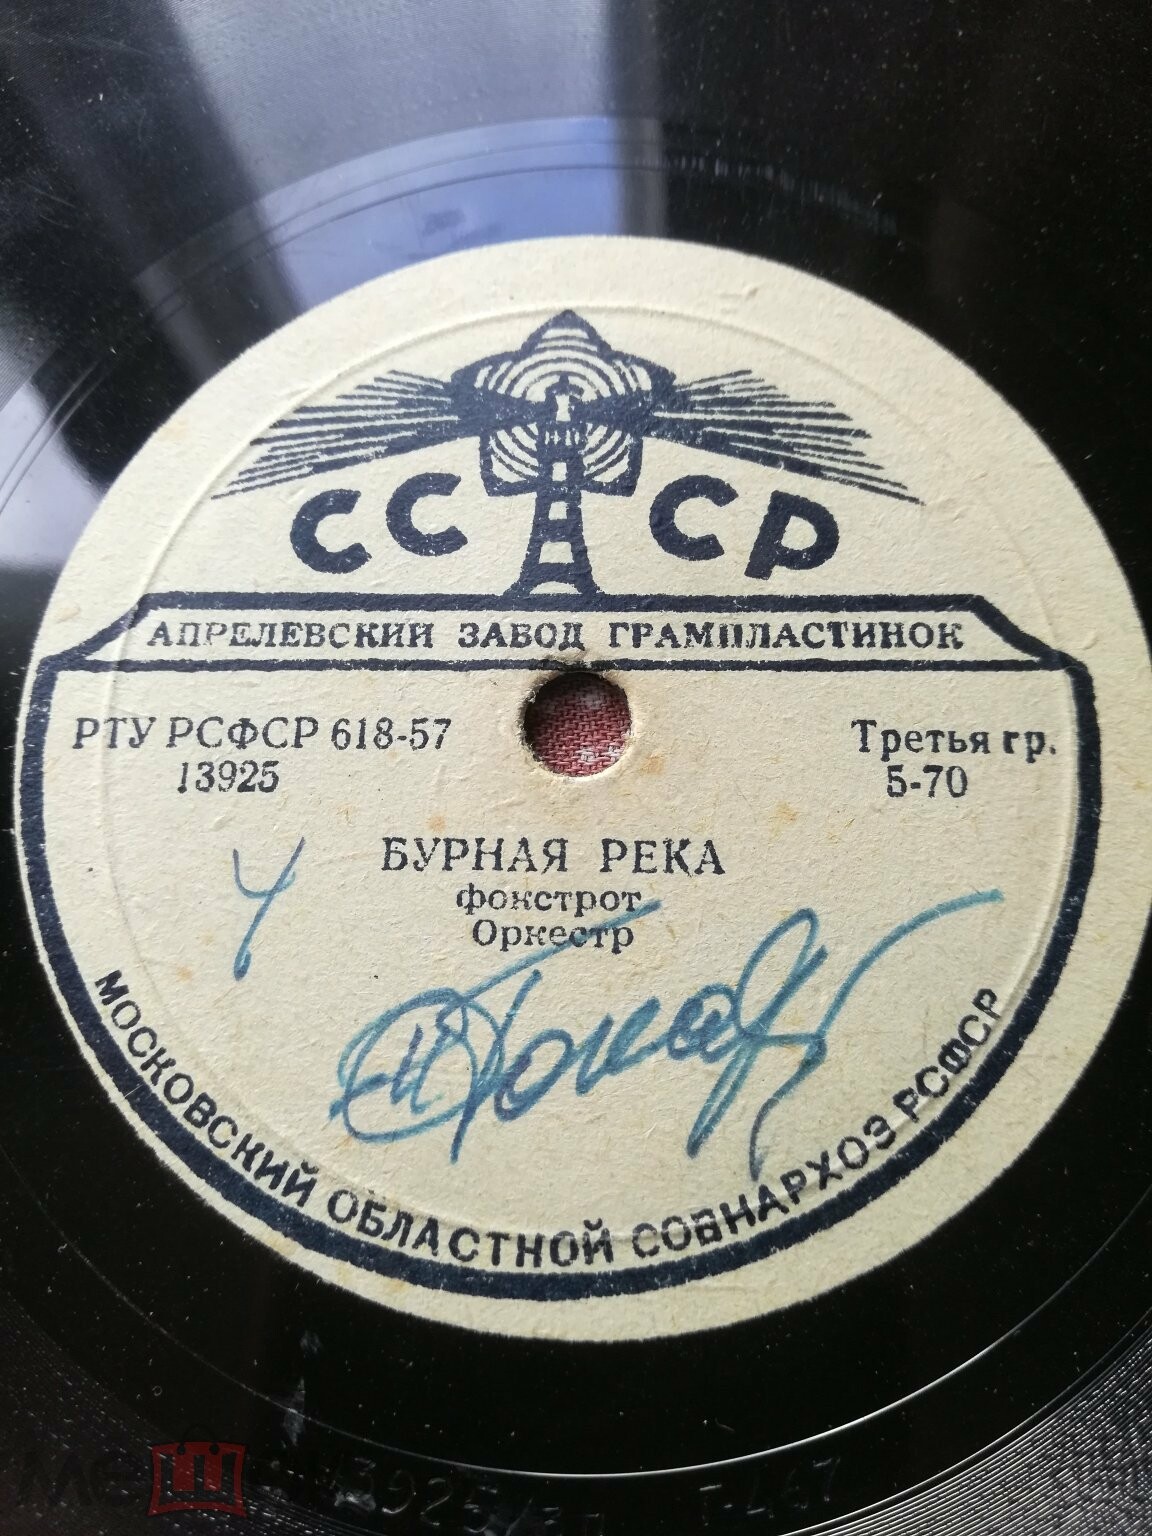 СССР
АПРЕЛЕВСКИЙ ЗАВОД ГРАМПЛАСТИНОК
РТУ РСФСР 618-57
13925
Третья гр.
5-70
БУРНАЯ РЕКА
фокстрот
Оркестр
4
МОСКОВСКИЙ ОБЛАСТНОЙ СОВНАРХОЗ РСФСР